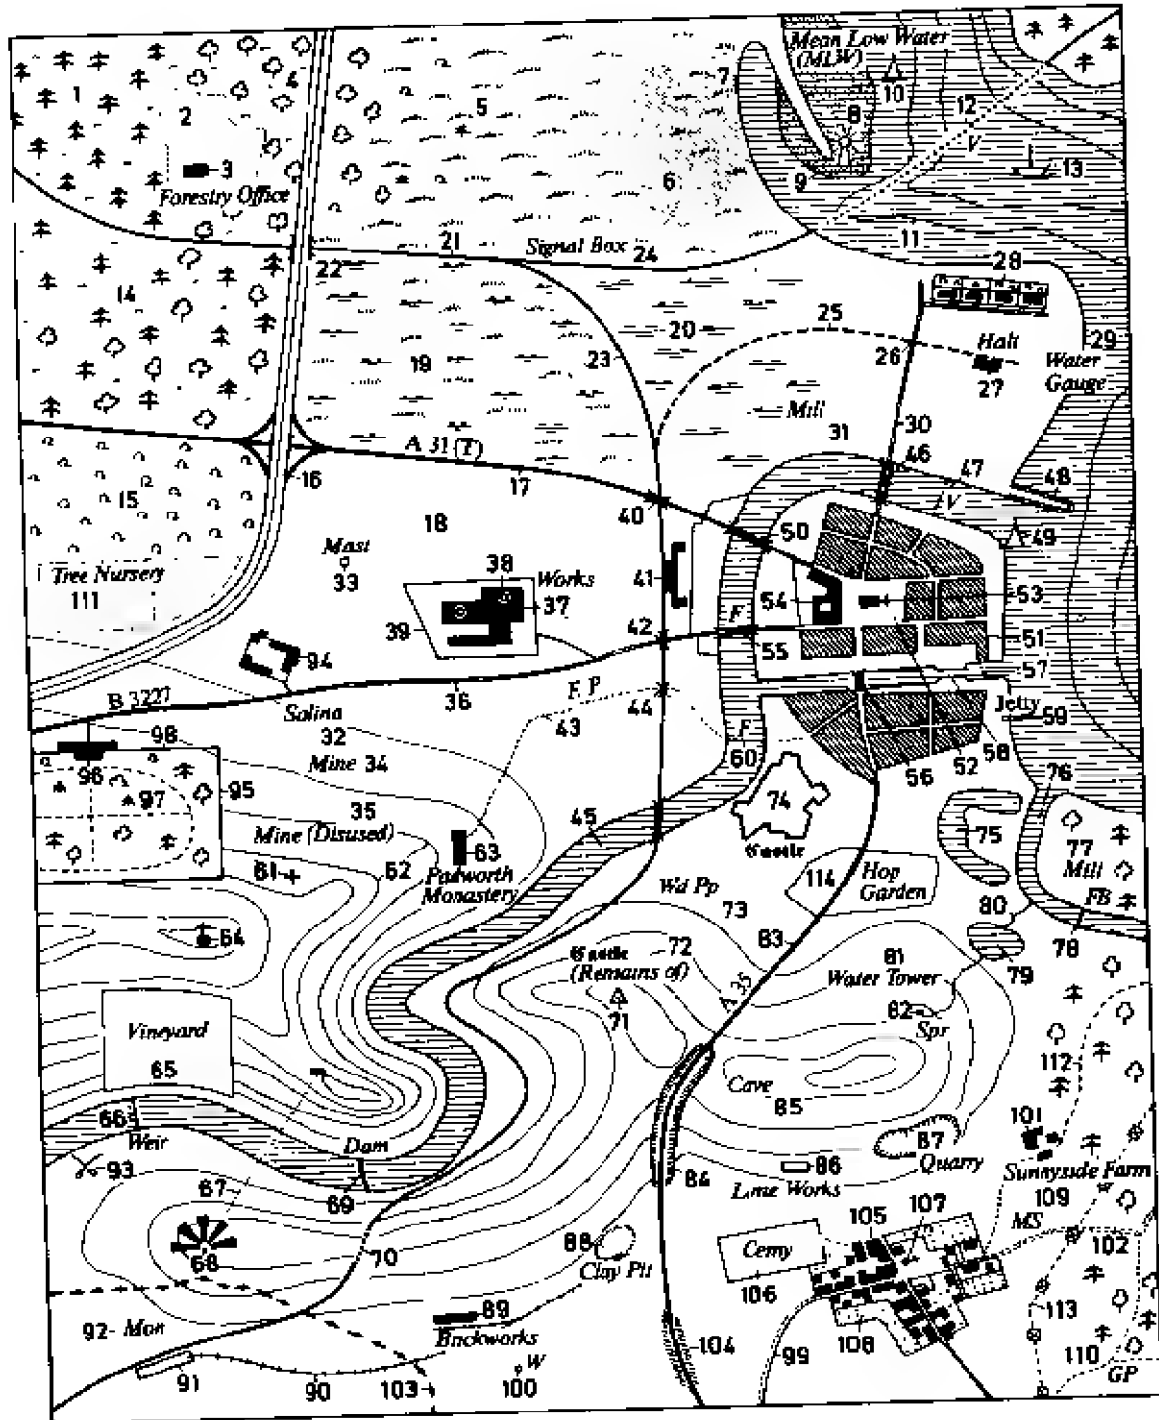 Mean Low Water
(MLW)
7
1
4
2
5
8
10
12
V
3
6
9
13
Forestry Office
11
21
Signal Box
24
22
28
14
20
25
29
19
23
26
Halt
27
Water
Gauge
Mill
30
31
A 31 (T)
46
47
48
16
17
V
15
40
50
49
18
Mast
33
38
Works
37
41
54
53
Tree Nursery
111
39
42
F
55
51
94
57
B 3227
36
F P
44
Jetty
59
Solina
32
43
F
60
98
Mine 34
56
52
58
76
96
97
95
35
Mine (Disused)
45
74
75
77
Mill
61
62
63
Padworth
Monastery
Castle
114
Hop
Garden
FB
Wd Pp
73
80
78
64
83
Castle
(Remains of)
72
81
Water Tower
79
71
A 35
82
Spr
Vineyard
65
112
Cave
85
66
Weir
Dam
101
87
Quarry
93
86
Sunnyside Farm
67
69
84
Lime Works
109
MS
105
107
88
Cemy
102
68
70
Clay Pit
106
113
89
92- Mon
Brickworks
104
108
99
110
W
GP
91
90
103
100